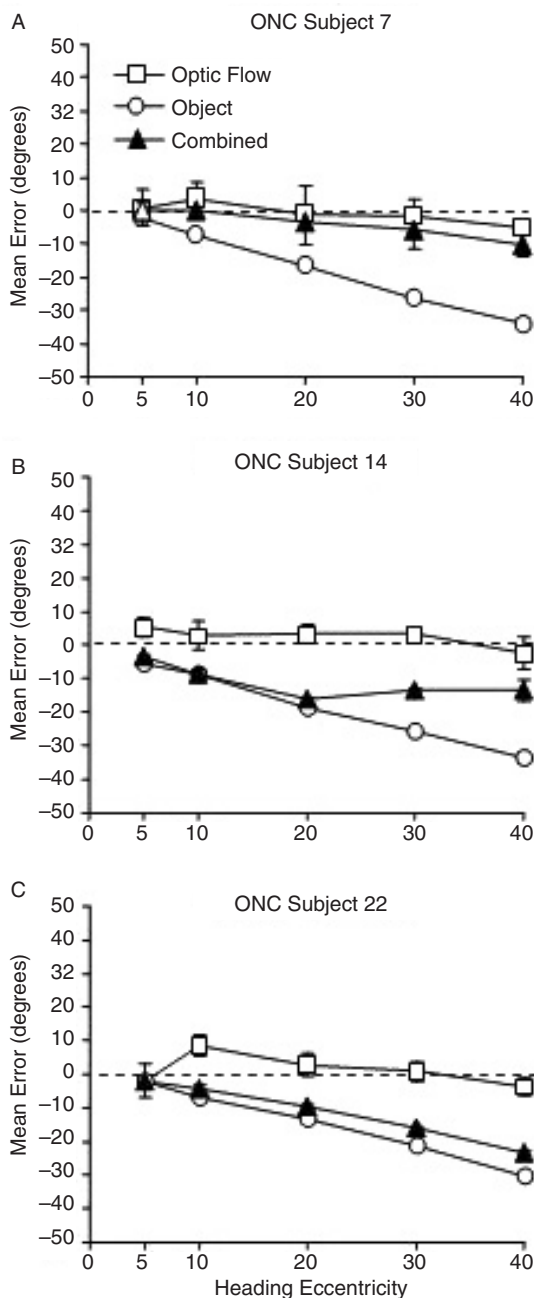 A
ONC Subject 7
50
40
32
20
10
0
–10
–20
–30
–40
–50
Mean Error (degrees)
Optic Flow
Object
Combined
0 5 10 20 30 40
B
ONC Subject 14
50
40
32
20
10
0
–10
–20
–30
–40
–50
Mean Error (degrees)
0 5 10 20 30 40
C
ONC Subject 22
50
40
32
20
10
0
–10
–20
–30
–40
–50
Mean Error (degrees)
0 5 10 20 30 40
Heading Eccentricity